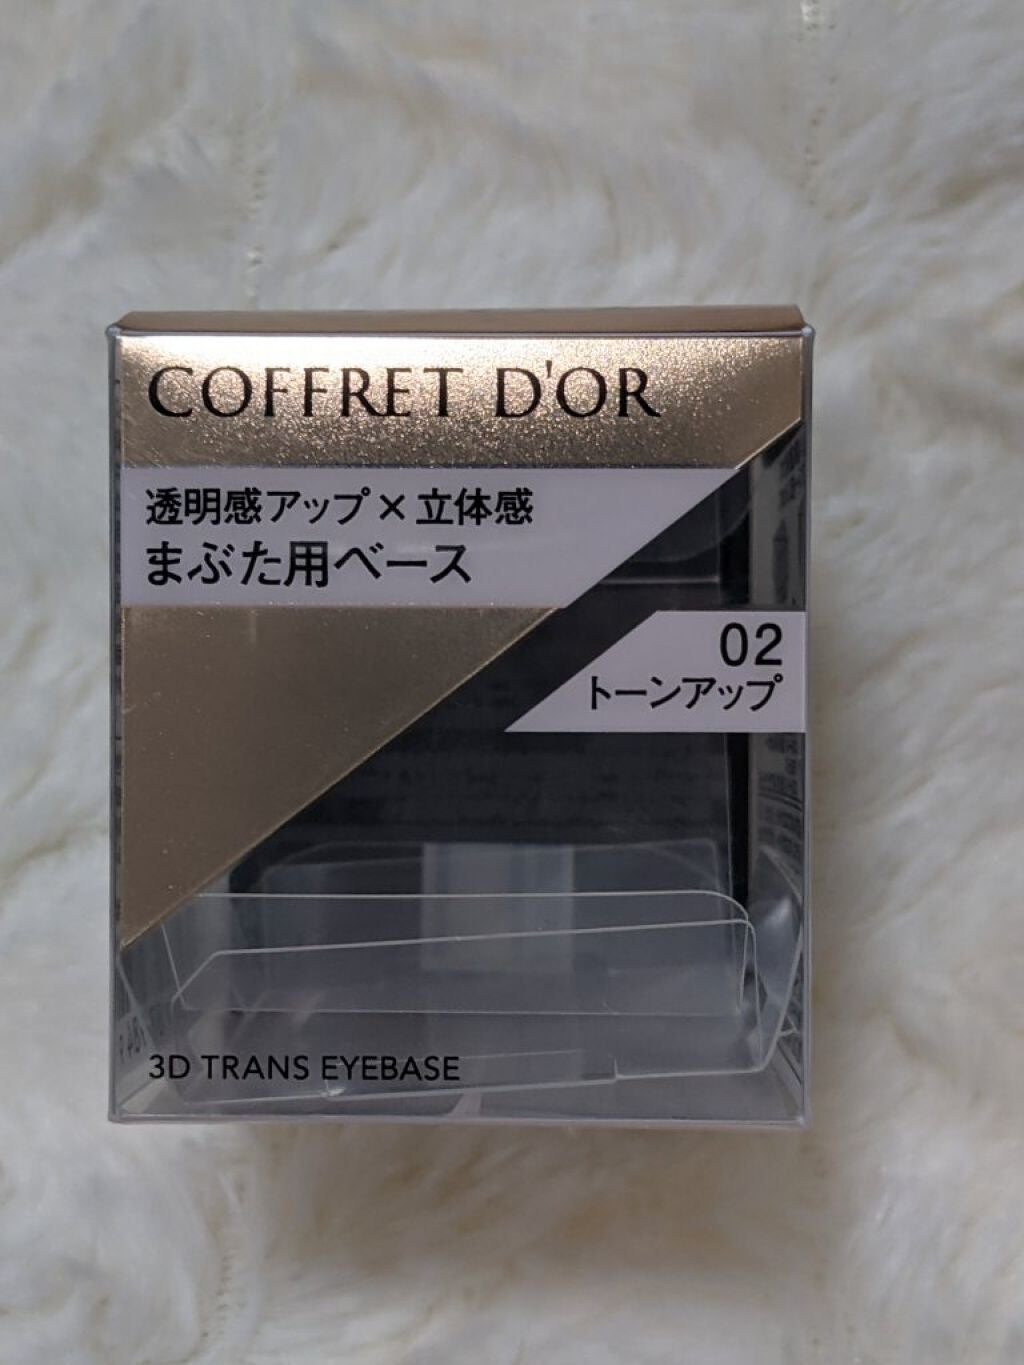 COFFRET D'OR
透明感アップ×立体感
まぶた用ベース
02
トーンアップ
3D TRANS EYEBASE